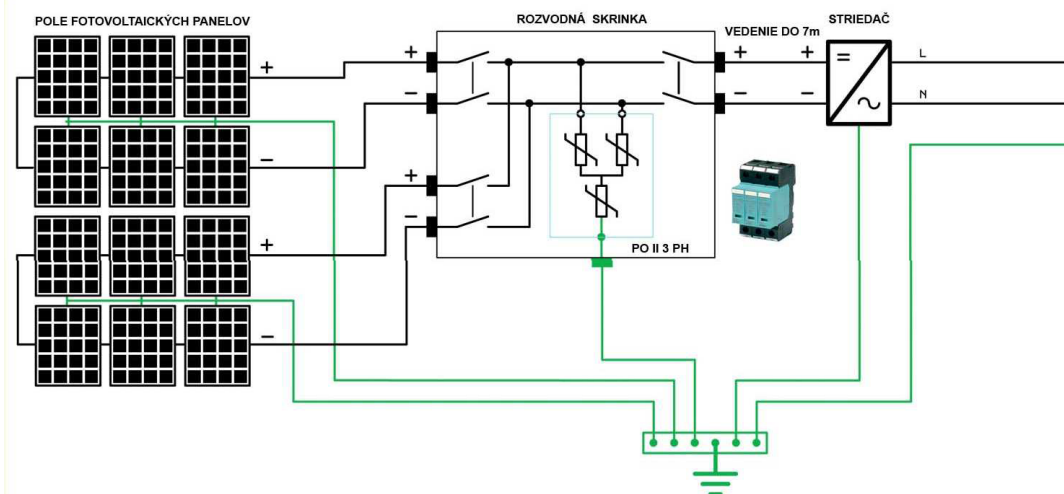 POLE FOTOVOLTAICKÝCH PANELOV
ROZVODNÁ SKRINKA
VEDENIE DO 7m
STRIEDAČ
+
−
+
−
+
−
+
−
+
−
+
−
=
~
L
N
PO II 3 PH